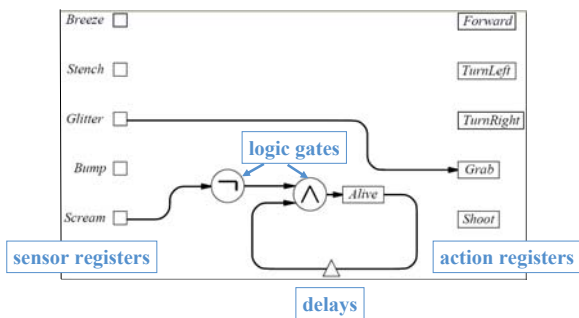 Breeze
Forward
Stench
TurnLeft
Glitter
TurnRight
logic gates
Bump
¬
∧
Alive
Grab
Scream
Shoot
sensor registers
action registers
delays